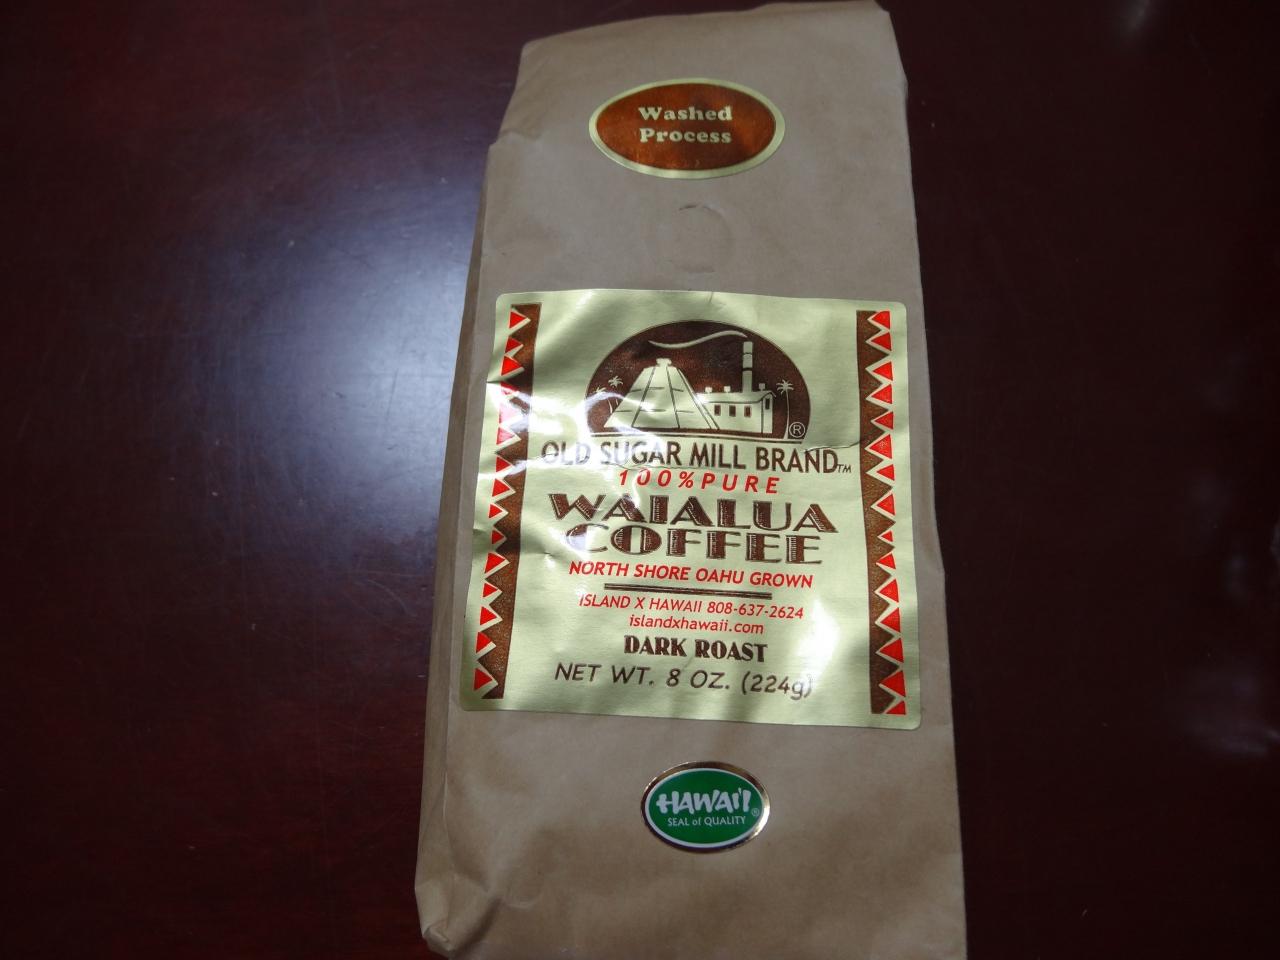 Washed
Process
®
OLD SUGAR MILL BRAND™
100% PURE
WAIALUA
COFFEE
NORTH SHORE OAHU GROWN
ISLAND X HAWAII 808-637-2624
islandxhawaii.com
DARK ROAST
NET WT. 8 OZ. (224g)
HAWAI'I®
SEAL of QUALITY